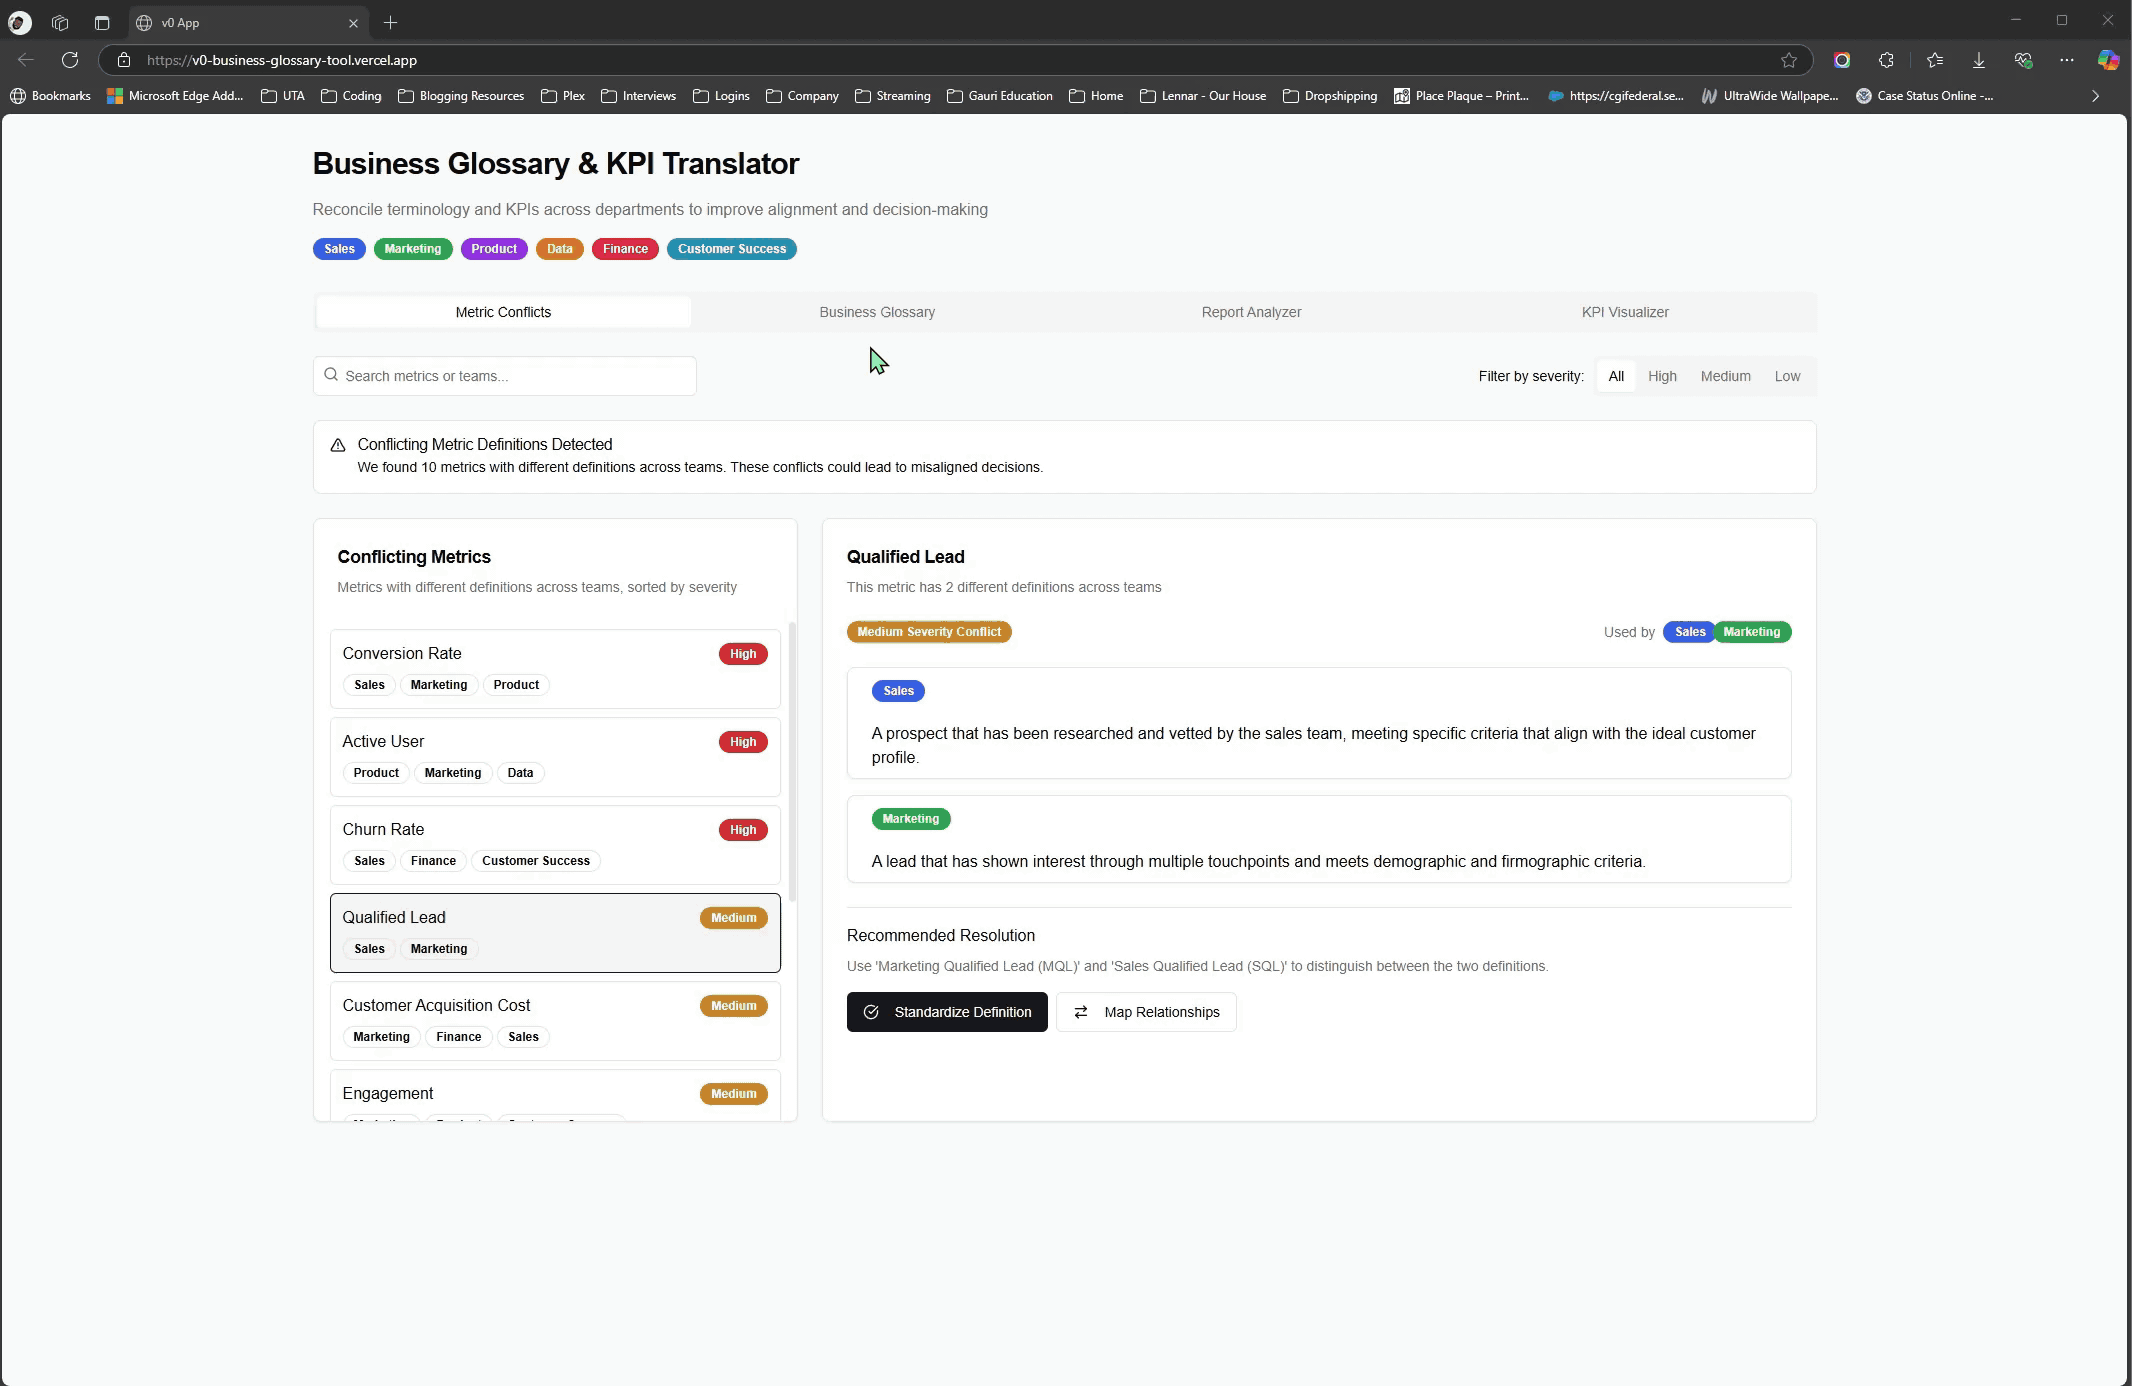 v0 App
https://v0-business-glossary-tool.vercel.app
Bookmarks Microsoft Edge Add... UTA Coding Blogging Resources Plex Interviews Logins Company Streaming Gauri Education Home Lennar - Our House Dropshipping Place Plaque – Print... https://cgifederal.se... UltraWide Wallpape... Case Status Online -...
Business Glossary & KPI Translator
Reconcile terminology and KPIs across departments to improve alignment and decision-making
Sales Marketing Product Data Finance Customer Success
Metric Conflicts Business Glossary Report Analyzer KPI Visualizer
Search metrics or teams... Filter by severity: All High Medium Low
Conflicting Metric Definitions Detected
We found 10 metrics with different definitions across teams. These conflicts could lead to misaligned decisions.
Conflicting Metrics
Metrics with different definitions across teams, sorted by severity
Conversion Rate High
Sales Marketing Product
Active User High
Product Marketing Data
Churn Rate High
Sales Finance Customer Success
Qualified Lead Medium
Sales Marketing
Customer Acquisition Cost Medium
Marketing Finance Sales
Engagement Medium
Qualified Lead
This metric has 2 different definitions across teams
Medium Severity Conflict Used by Sales Marketing
Sales
A prospect that has been researched and vetted by the sales team, meeting specific criteria that align with the ideal customer
profile.
Marketing
A lead that has shown interest through multiple touchpoints and meets demographic and firmographic criteria.
Recommended Resolution
Use 'Marketing Qualified Lead (MQL)' and 'Sales Qualified Lead (SQL)' to distinguish between the two definitions.
Standardize Definition Map Relationships